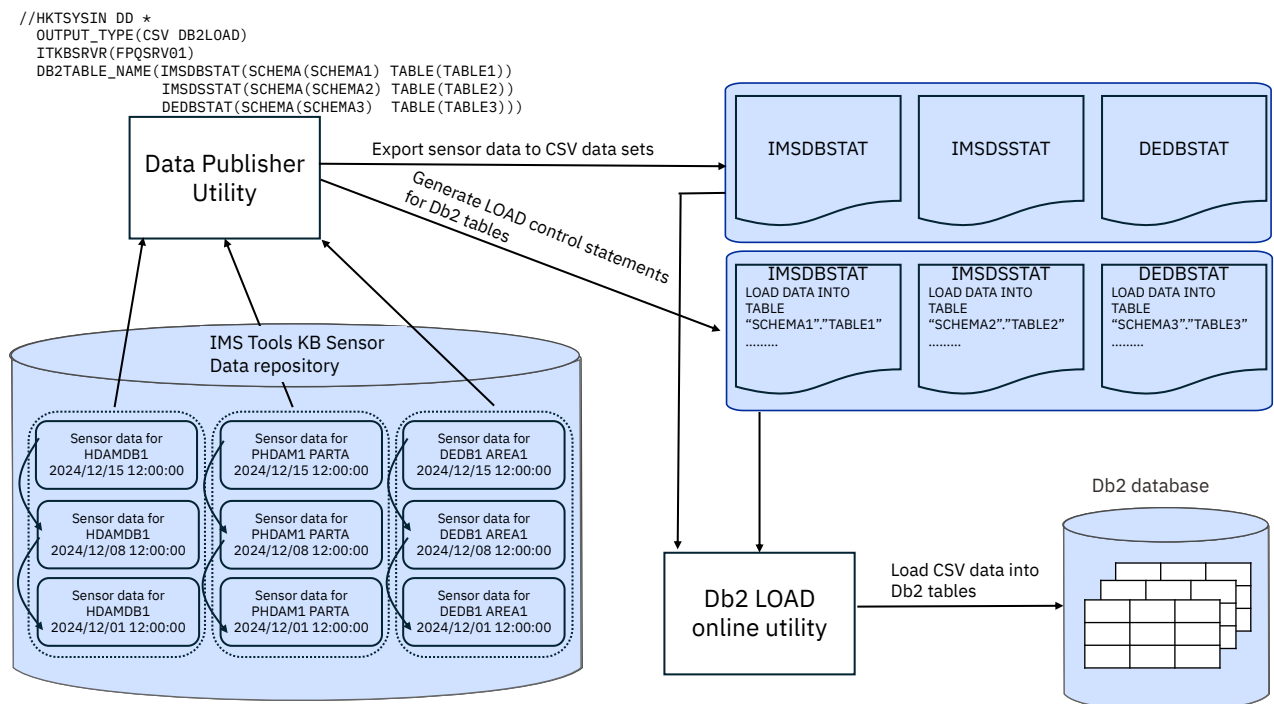 //HKTSYSIN DD *
OUTPUT_TYPE(CSV DB2LOAD)
ITKBSRVR(FPQSRV01)
DB2TABLE_NAME(IMSDBSTAT(SCHEMA(SCHEMA1) TABLE(TABLE1))
IMSDSSTAT(SCHEMA(SCHEMA2) TABLE(TABLE2))
DEDBSTAT(SCHEMA(SCHEMA3)  TABLE(TABLE3)))
Data Publisher
Utility
Export sensor data to CSV data sets
Generate LOAD control statements
for Db2 tables
IMSDBSTAT
IMSDSSTAT
DEDBSTAT
IMSDBSTAT
LOAD DATA INTO
TABLE
“SCHEMA1”.”TABLE1”
.........
IMSDSSTAT
LOAD DATA INTO
TABLE
“SCHEMA2”.”TABLE2”
.........
DEDBSTAT
LOAD DATA INTO
TABLE
“SCHEMA3”.”TABLE3”
.........
IMS Tools KB Sensor
Data repository
Sensor data for
HDAMDB1
2024/12/15 12:00:00
Sensor data for
PHDAM1 PARTA
2024/12/15 12:00:00
Sensor data for
DEDB1 AREA1
2024/12/15 12:00:00
Sensor data for
HDAMDB1
2024/12/08 12:00:00
Sensor data for
PHDAM1 PARTA
2024/12/08 12:00:00
Sensor data for
DEDB1 AREA1
2024/12/08 12:00:00
Sensor data for
HDAMDB1
2024/12/01 12:00:00
Sensor data for
PHDAM1 PARTA
2024/12/01 12:00:00
Sensor data for
DEDB1 AREA1
2024/12/01 12:00:00
Db2 LOAD
online utility
Load CSV data into
Db2 tables
Db2 database